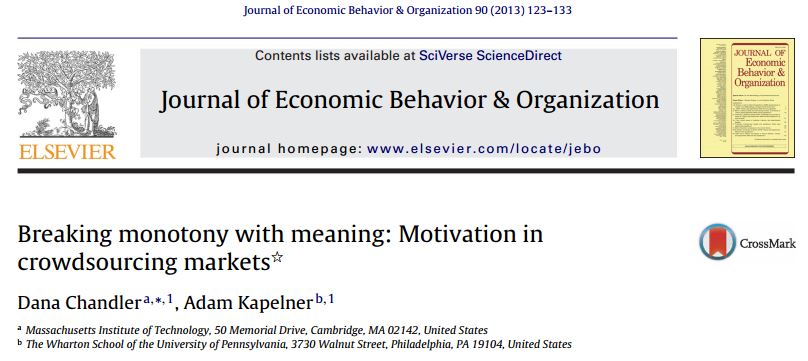 Journal of Economic Behavior & Organization 90 (2013) 123–133
Contents lists available at SciVerse ScienceDirect
Journal of Economic Behavior & Organization
journal homepage: www.elsevier.com/locate/jebo
ELSEVIER
JOURNAL OF
Economic
Behavior &
Organization
Breaking monotony with meaning: Motivation in
crowdsourcing markets☆
CrossMark
Dana Chandler a,*,1, Adam Kapelner b,1
a Massachusetts Institute of Technology, 50 Memorial Drive, Cambridge, MA 02142, United States
b The Wharton School of the University of Pennsylvania, 3730 Walnut Street, Philadelphia, PA 19104, United States